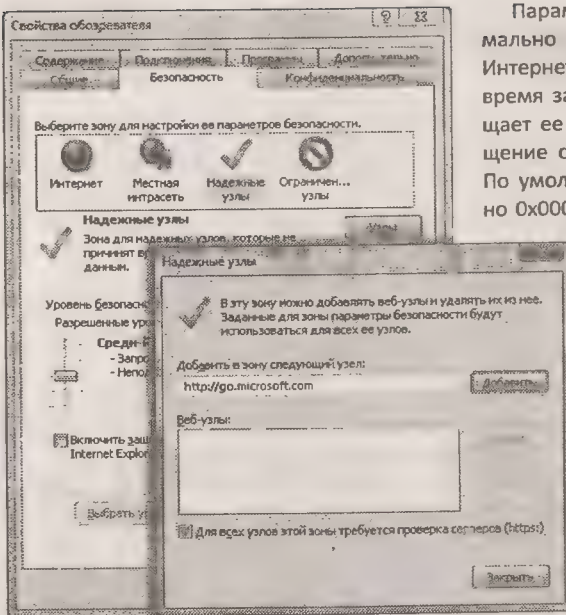 Свойства обозревателя
Содержание Подключения Программы Дополнительно
Общие Безопасность Конфиденциальность
Выберите зону для настройки ее параметров безопасности.
Интернет Местная интрасеть Надежные узлы Ограничен... узлы
Надежные узлы
Узлы
Зона для надежных узлов, которые не
причинят
данным.
Уровень безопасно
Разрешенные уро
Средн
- Запро
- Непод
Включить защ
Internet Explor
Выбрать у
Надежные узлы
В эту зону можно добавлять веб-узлы и удалять их из нее.
Заданные для зоны параметры безопасности будут
использоваться для всех ее узлов.
Добавить в зону следующий узел:
http://go.microsoft.com
Добавить
Веб-узлы:
Для всех узлов этой зоны требуется проверка серверов (https:)
Закрыть
Парам
мально
Интернет
время за
щает ее
щение с
По умол
но 0x000